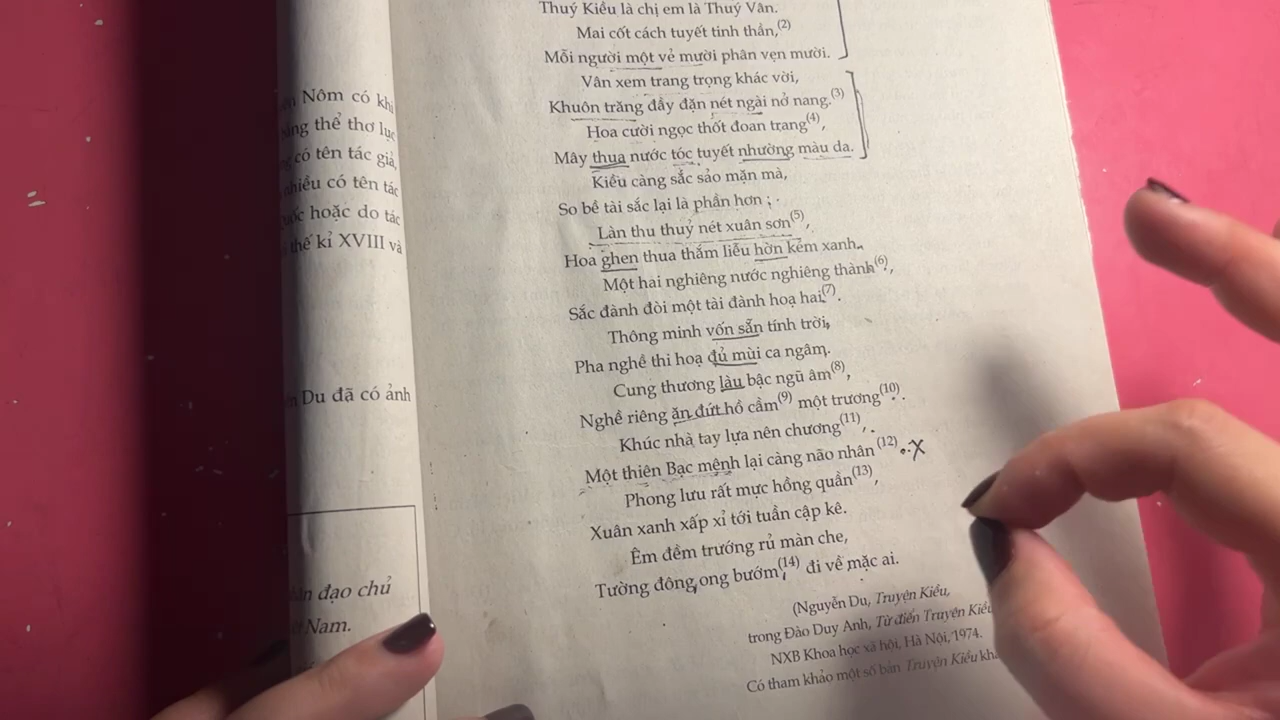 Nôm có
bằng thể thơ lục
có tên tác giả,
nhiều có tên tác
quốc hoặc do tác
thế kỉ XVIII và
Du đã có ảnh
đạo chủ
Nam.
Thuý Kiều là chị em là Thuý Vân.
Mai cốt cách tuyết tinh thần,(2)
Mỗi người một vẻ mười phân vẹn mười.
Vân xem trang trọng khác vời,
Khuôn trăng đầy đặn nét ngài nở nang.(3)
Hoa cười ngọc thốt đoan trang(4),
Mây thua nước tóc tuyết nhường màu da.
Kiều càng sắc sảo mặn mà,
So bề tài sắc lại là phần hơn ;
Làn thu thuỷ nét xuân sơn(5),
Hoa ghen thua thắm liễu hờn kém xanh.
Một hai nghiêng nước nghiêng thành(6),
Sắc đành đòi một tài đành hoạ hai(7).
Thông minh vốn sẵn tính trời,
Pha nghề thi hoạ đủ mùi ca ngâm.
Cung thương làu bậc ngũ âm(8),
Nghề riêng ăn đứt hồ cầm(9) một trương(10).
Khúc nhà tay lựa nên chương(11),
Một thiên Bạc mệnh lại càng não nhân(12). x
Phong lưu rất mực hồng quần(13),
Xuân xanh xấp xỉ tới tuần cập kê.
Êm đềm trướng rủ màn che,
Tường đông ong bướm(14) đi về mặc ai.
(Nguyễn Du, Truyện Kiều,
trong Đào Duy Anh, Từ điển Truyện Kiều
NXB Khoa học xã hội, Hà Nội, 1974.
Có tham khảo một số bản Truyện Kiều